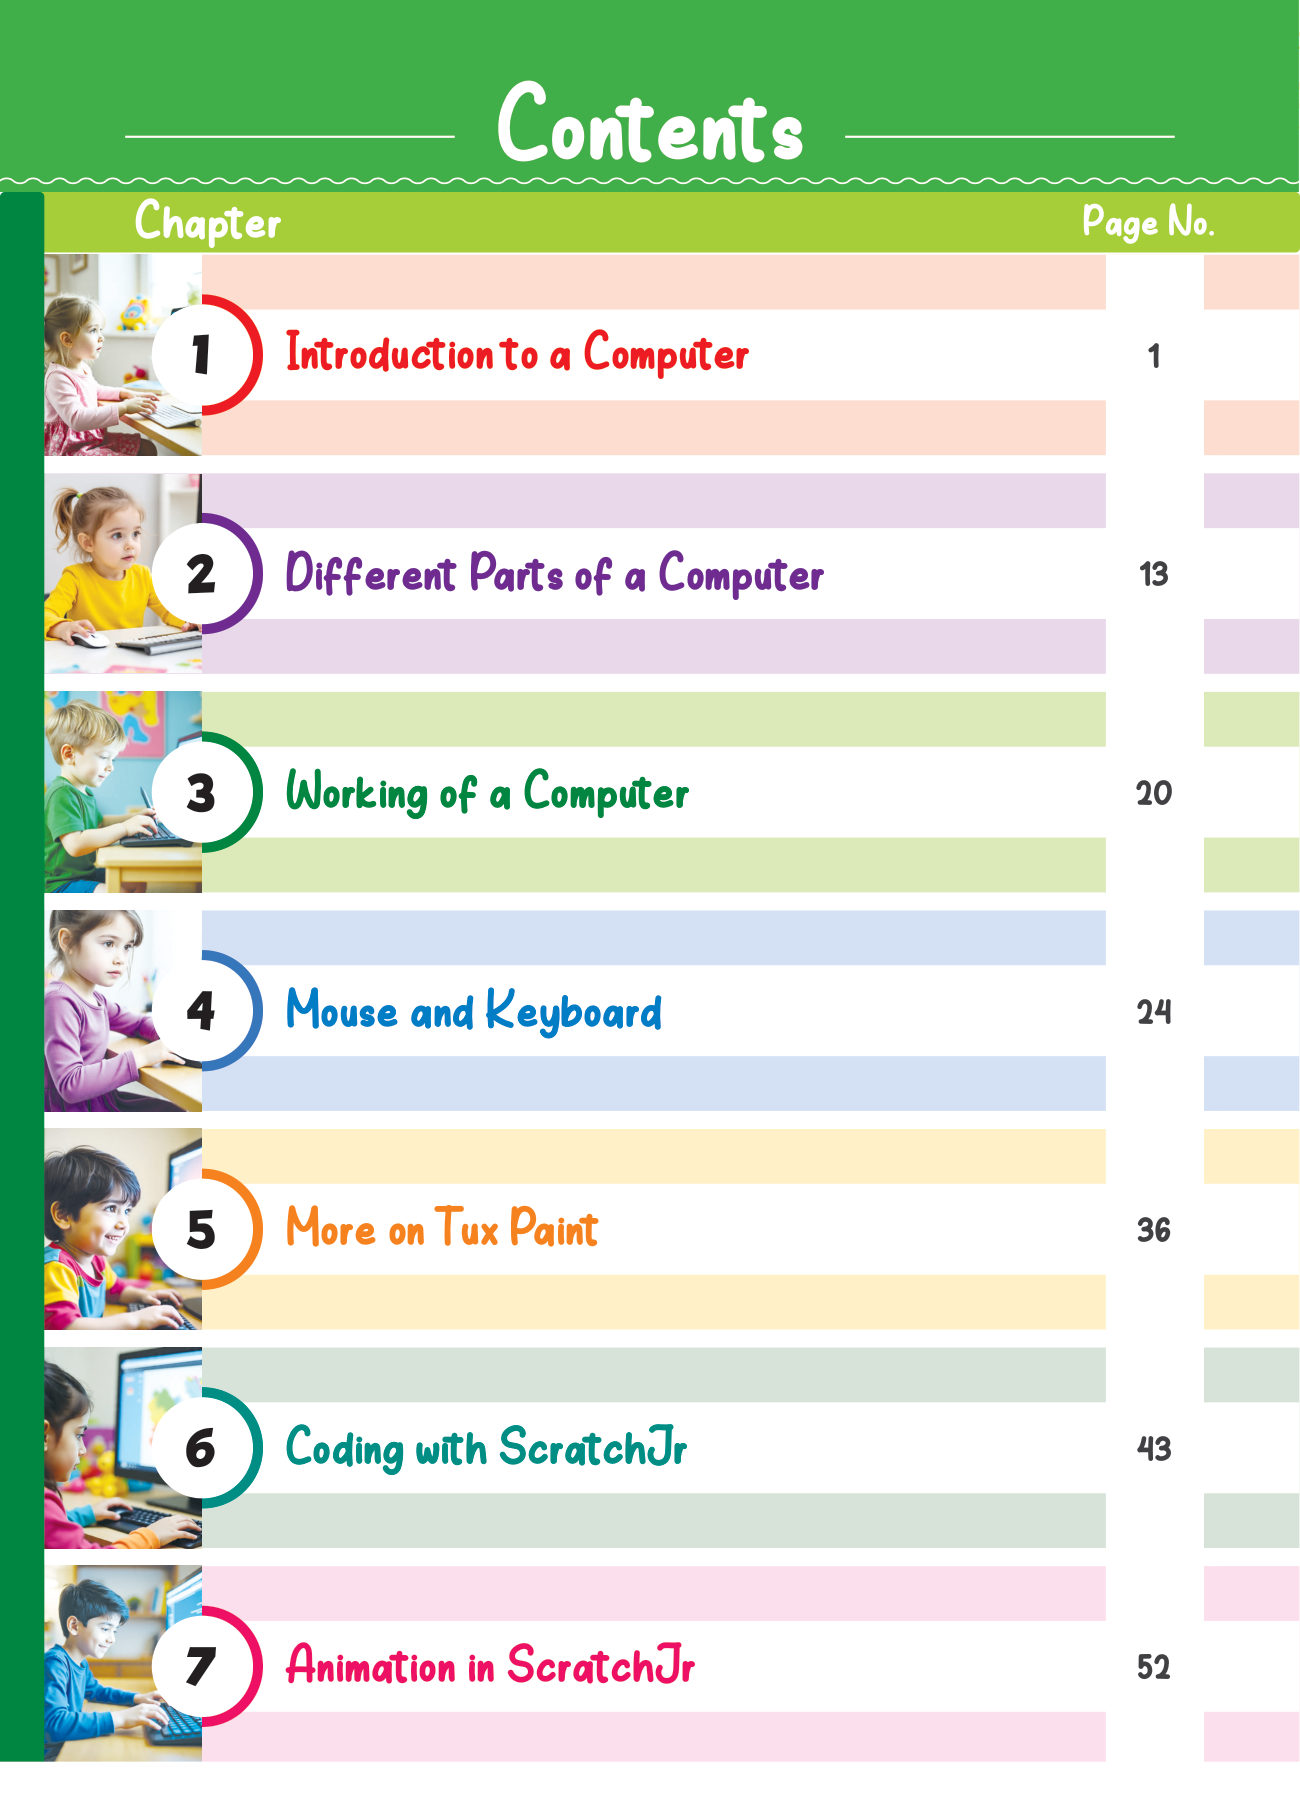 Contents
Chapter Page No.
1 Introduction to a Computer 1
2 Different Parts of a Computer 13
3 Working of a Computer 20
4 Mouse and Keyboard 24
5 More on Tux Paint 36
6 Coding with ScratchJr 43
7 Animation in ScratchJr 52